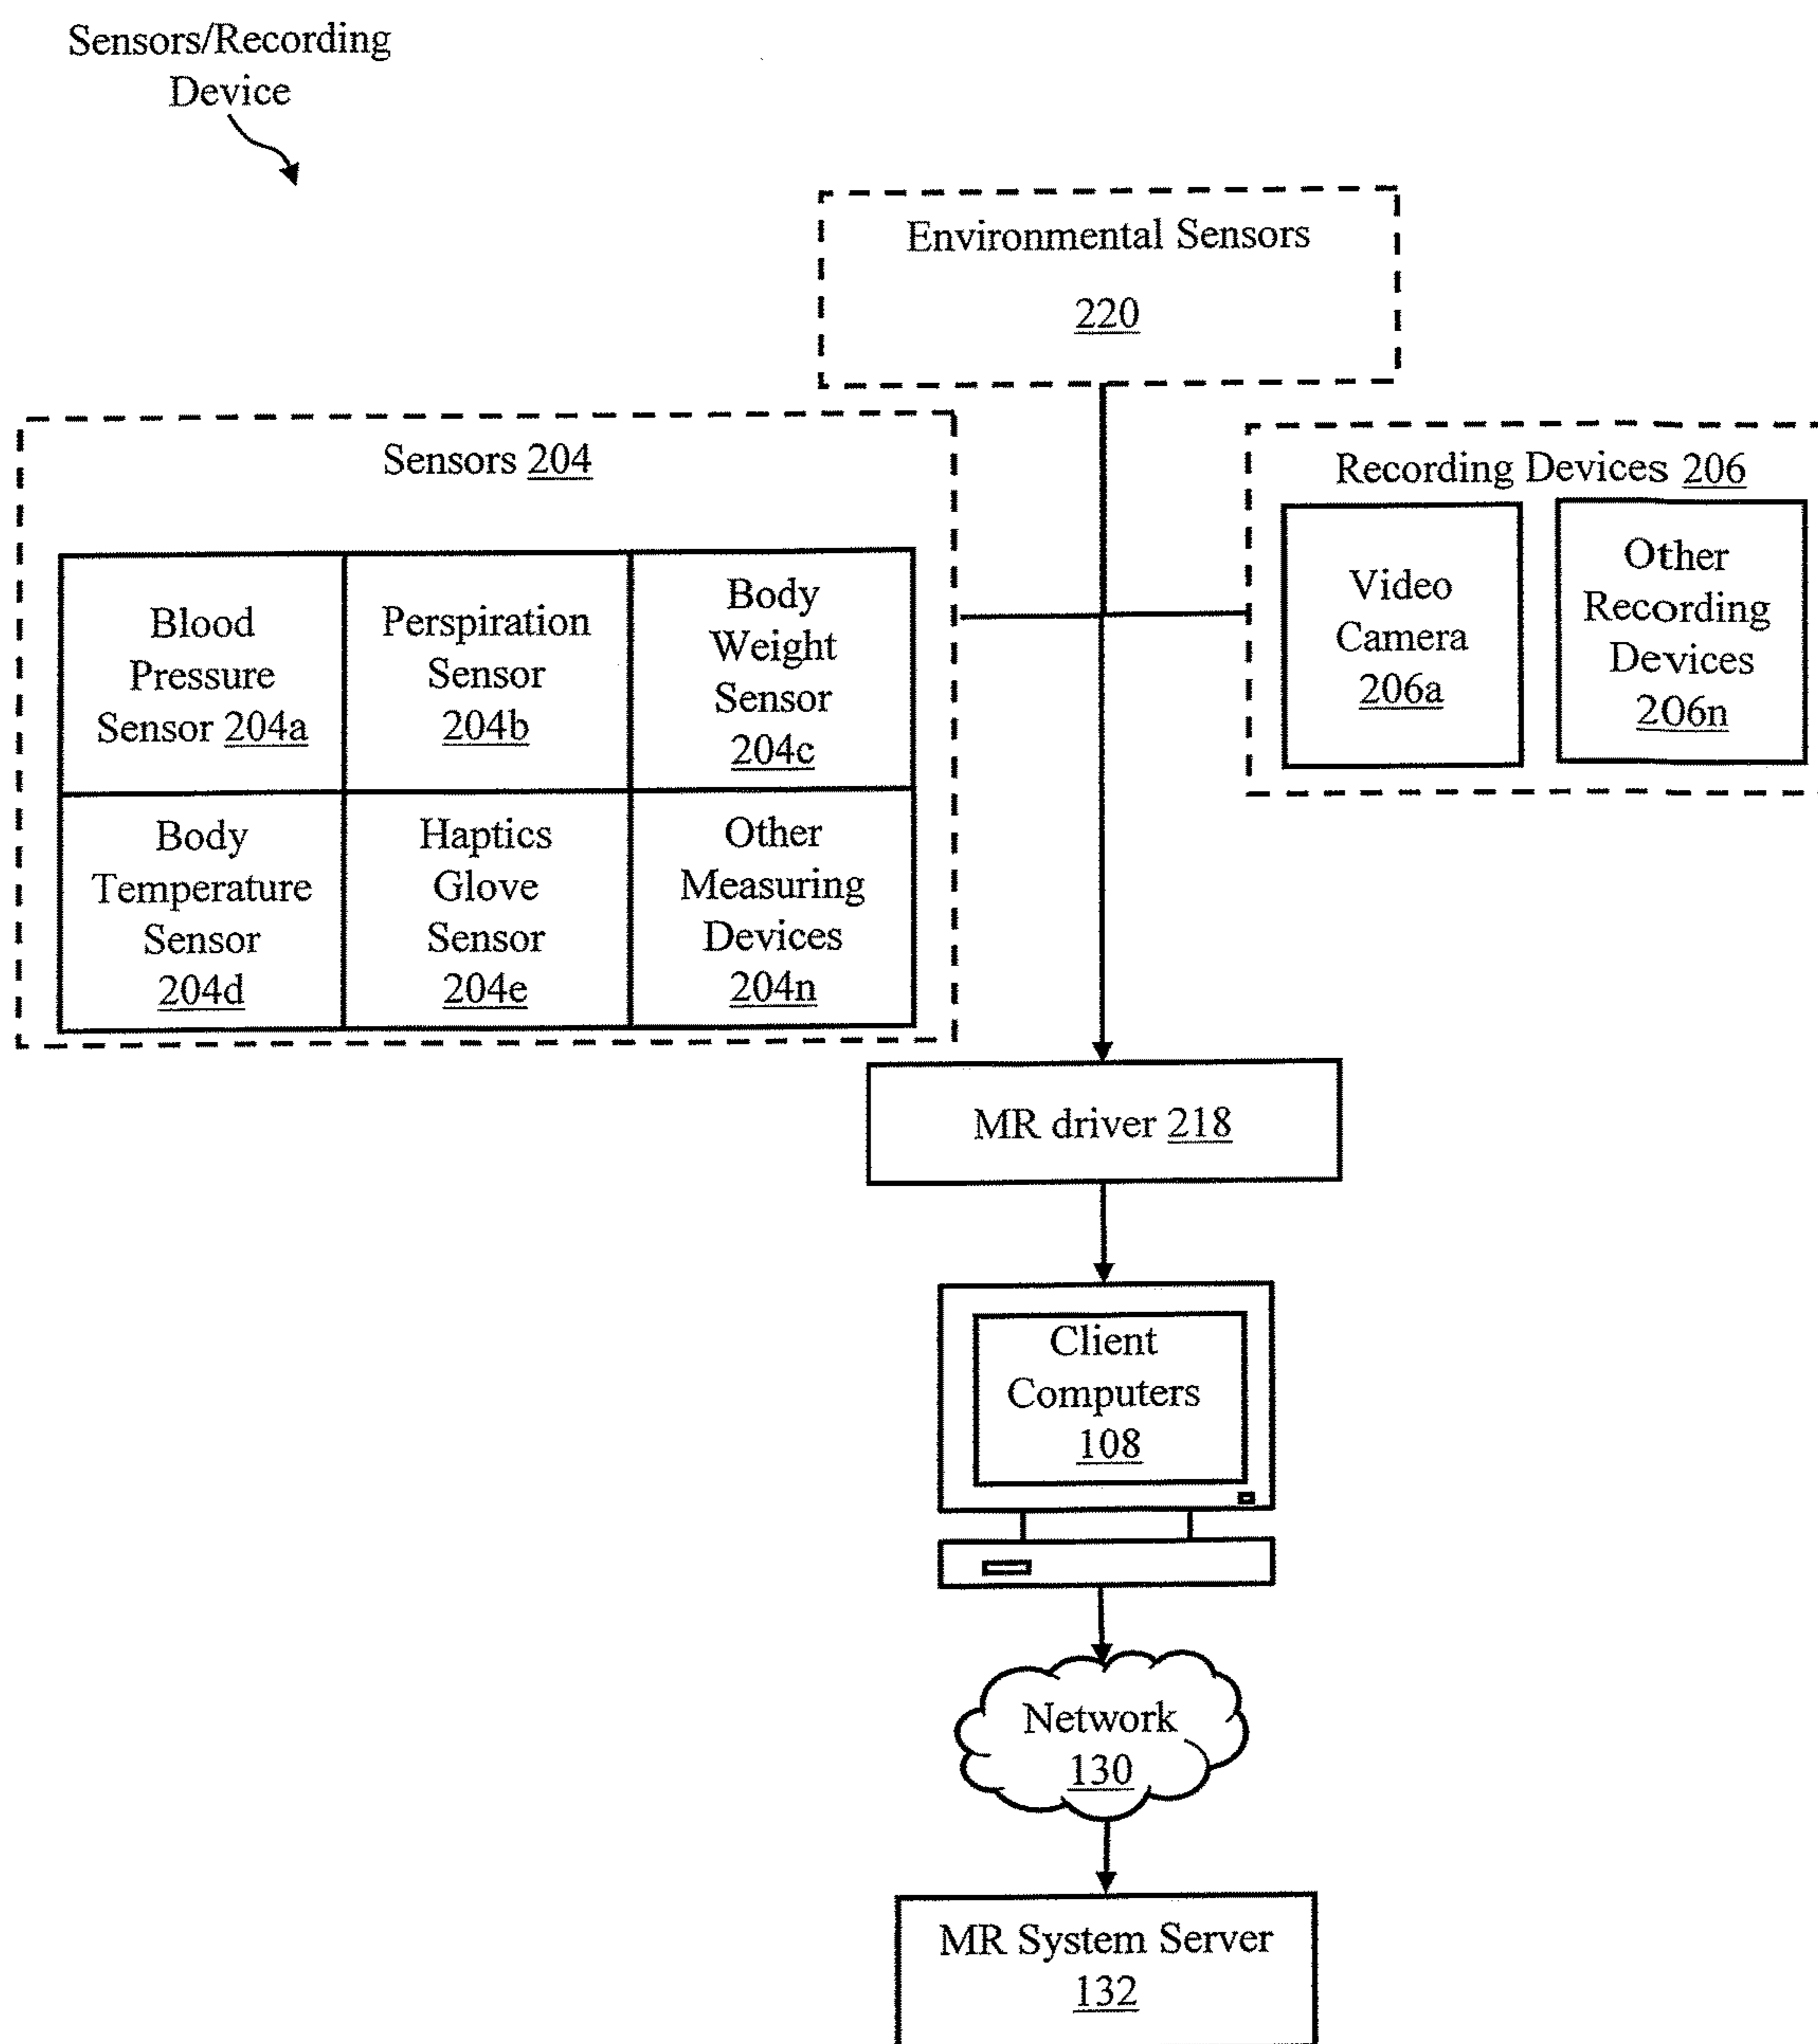 Sensors/Recording
Device
Environmental Sensors
220
Sensors 204
Blood
Pressure
Sensor 204a
Perspiration
Sensor
204b
Body
Weight
Sensor
204c
Body
Temperature
Sensor
204d
Haptics
Glove
Sensor
204e
Other
Measuring
Devices
204n
Recording Devices 206
Video
Camera
206a
Other
Recording
Devices
206n
MR driver 218
Client
Computers
108
Network
130
MR System Server
132